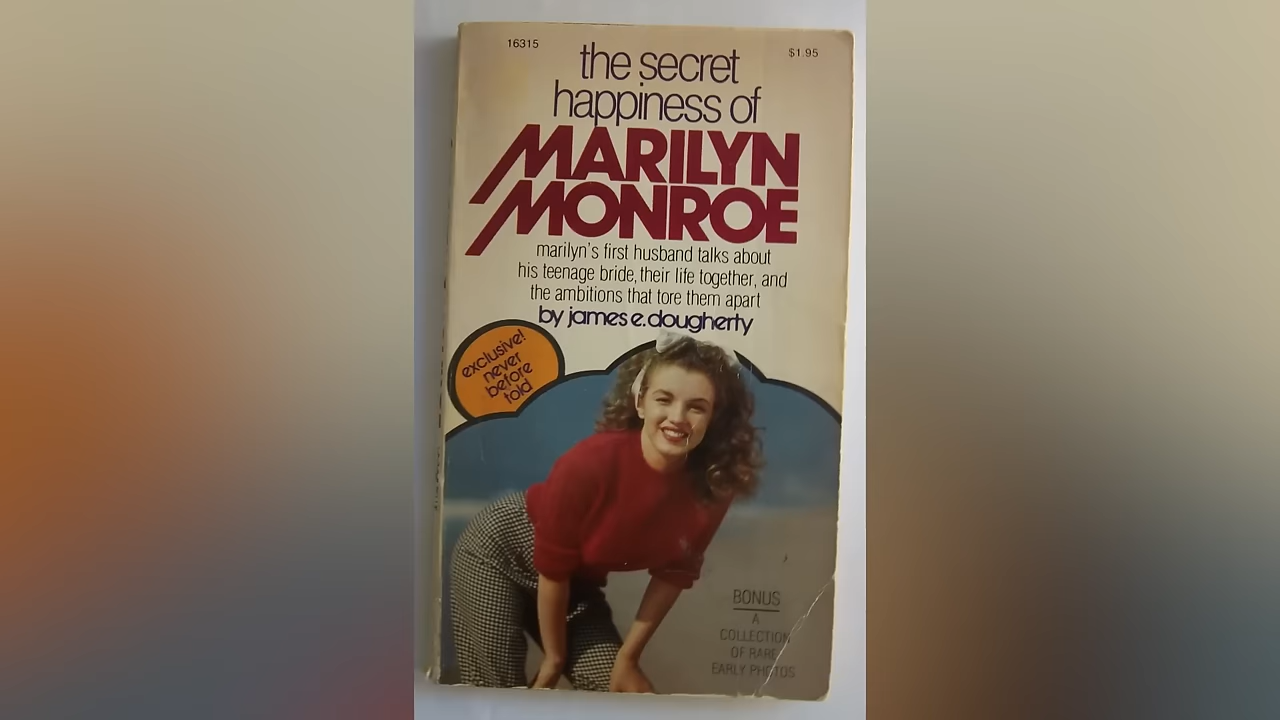 16315
$1.95
the secret
happiness of
MARILYN
MONROE
marilyn's first husband talks about
his teenage bride, their life together, and
the ambitions that tore them apart
by james e. dougherty
exclusive!
never
before
told
BONUS
A
COLLECTION
OF RARE
EARLY PHOTOS